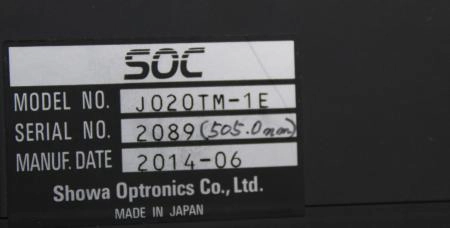 SOC
MODEL NO. J020TM-1E
SERIAL NO. 2089 (505.0nm)
MANUF. DATE 2014-06
Showa Optronics Co., Ltd.
MADE IN JAPAN